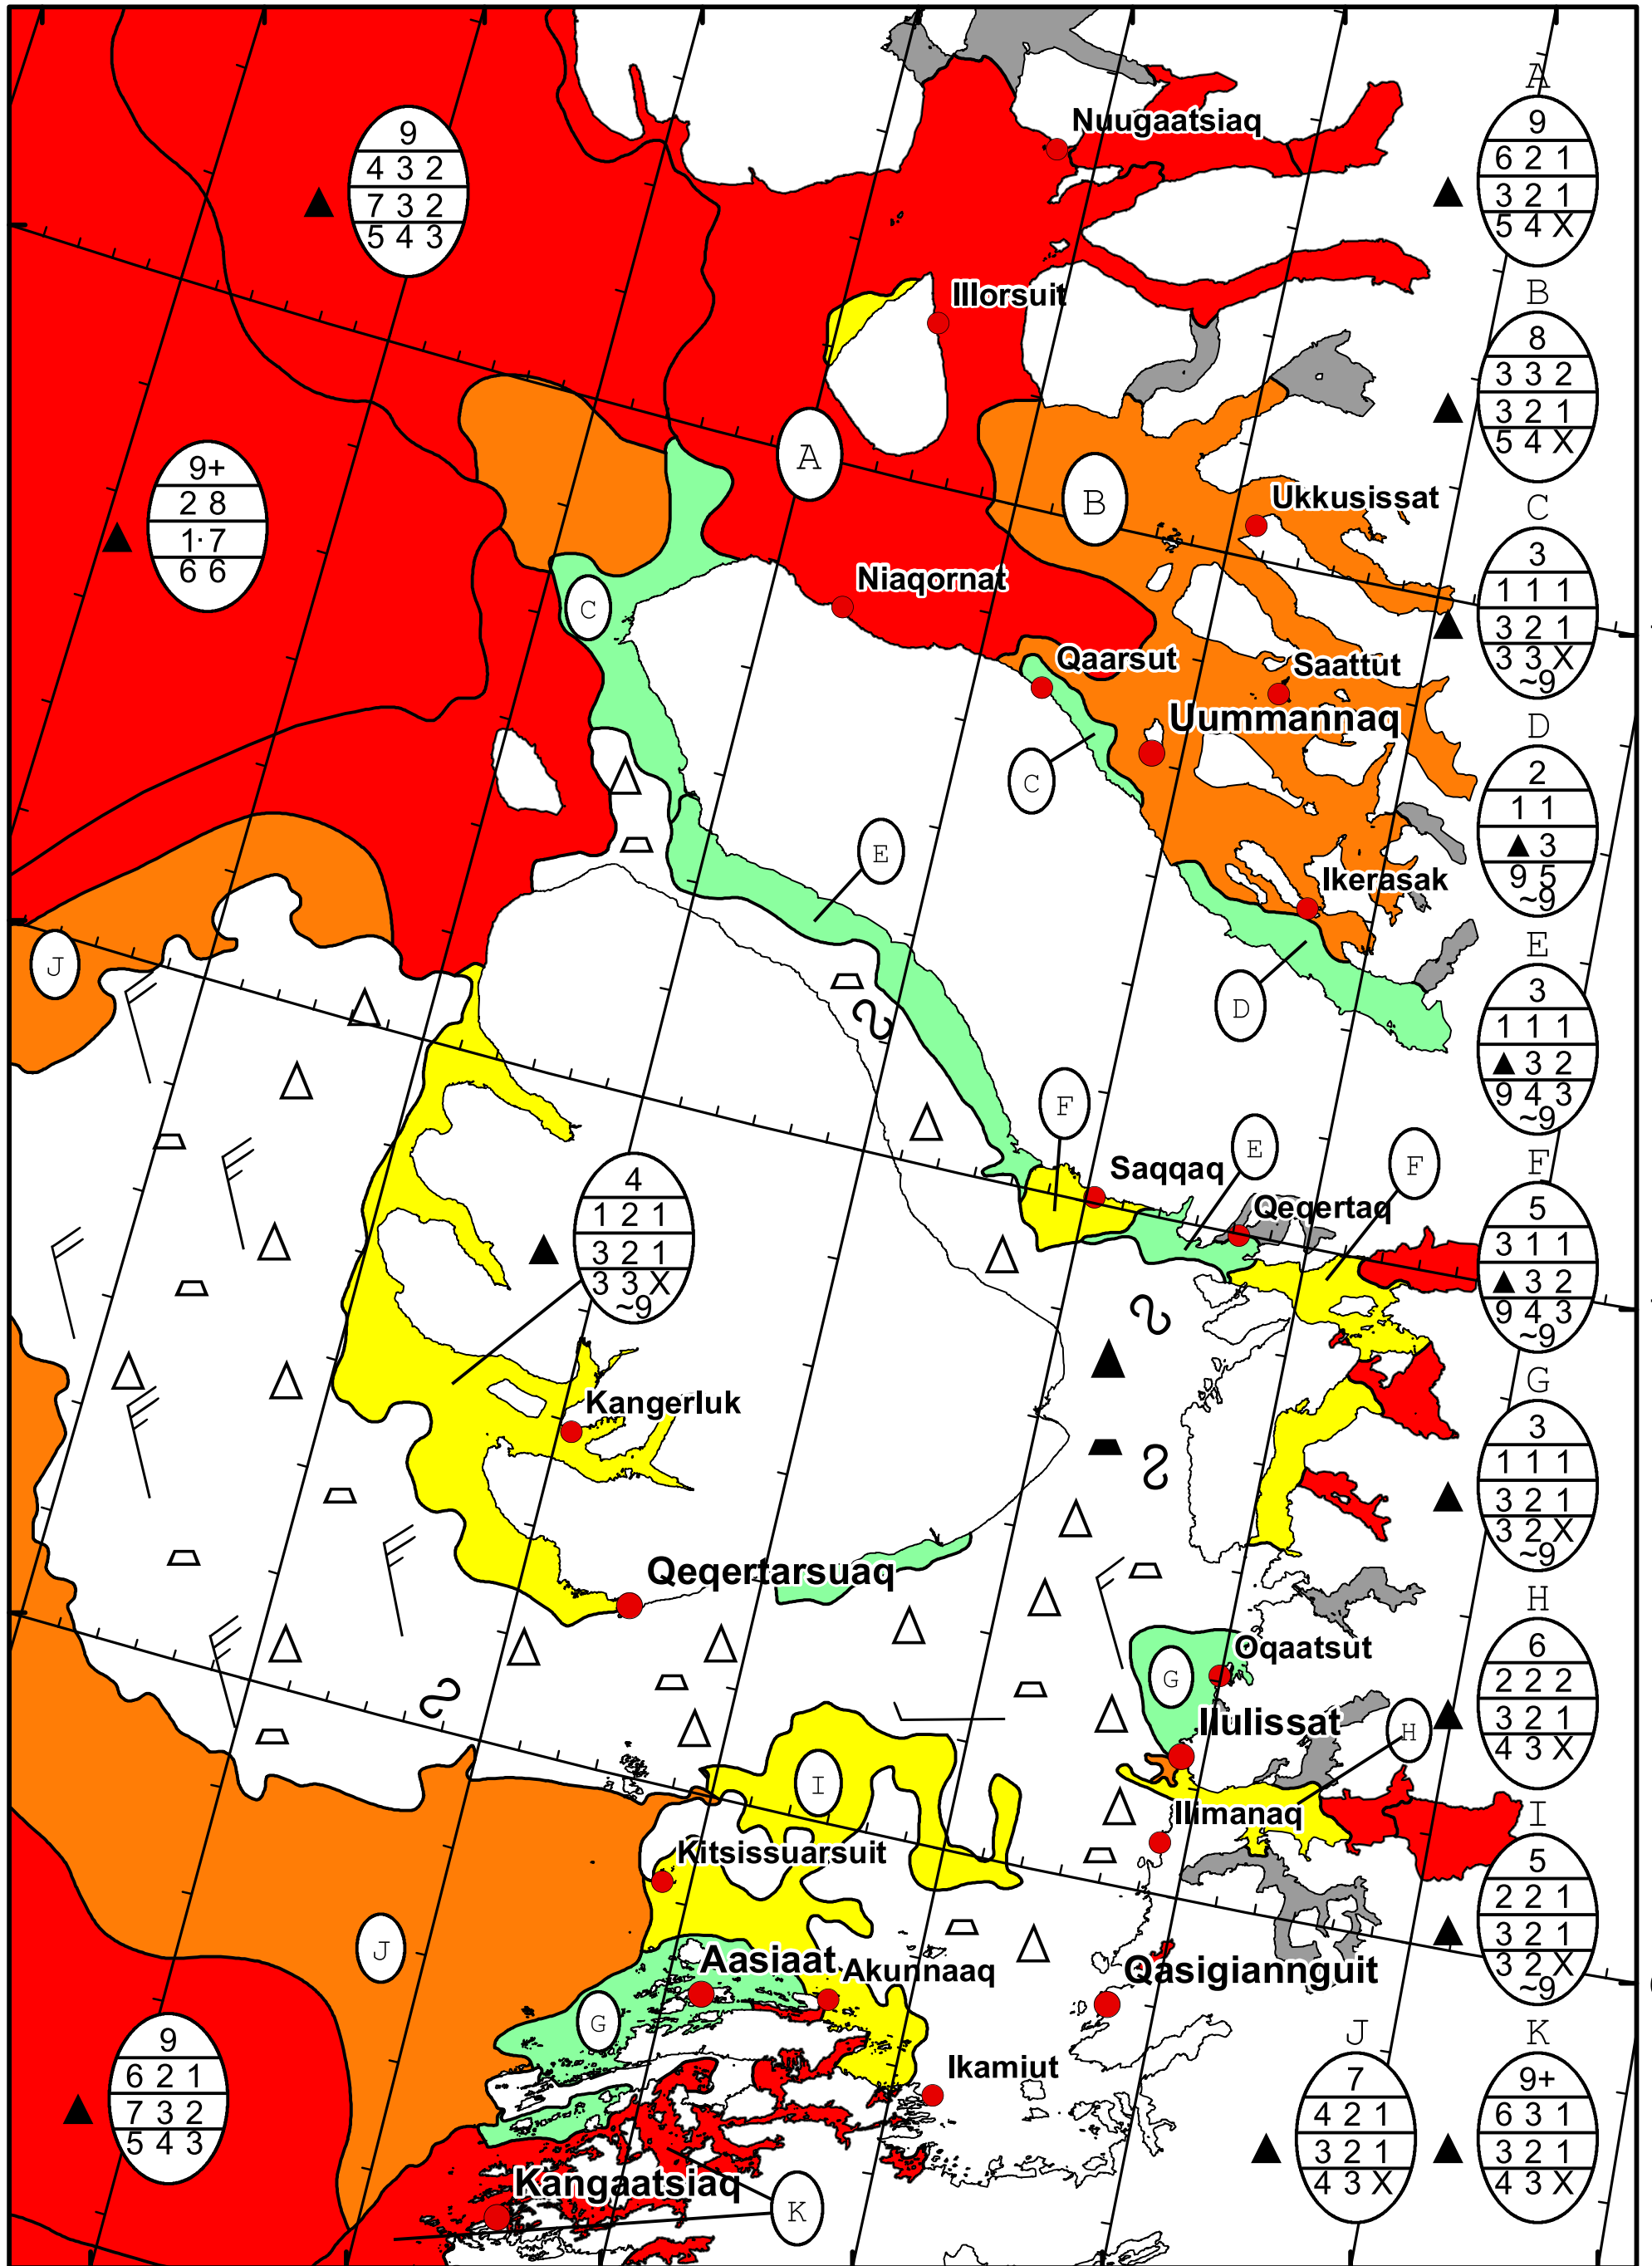 A
9
4 3 2
7 3 2
5 4 3
Nuugaatsiaq
9
6 2 1
3 2 1
5 4 X
Illorsuit
B
8
3 3 2
3 2 1
5 4 X
A
B
9+
2 8
1· 7
6 6
Ukkusissat
C
3
1 1 1
3 2 1
3 3 X
~9
C
Niaqornat
Qaarsut
Saattut
Uummannaq
D
2
1 1
▲ 3
9 5
~9
C
E
Ikerasak
J
D
E
3
1 1 1
▲ 3 2
9 4 3
~9
F
E
F
Saqqaq
Qeqertaq
F
5
3 1 1
▲ 3 2
9 4 3
~9
4
1 2 1
3 2 1
3 3 X
~9
Kangerluk
G
3
1 1 1
3 2 1
3 2 X
~9
Qeqertarsuaq
H
6
2 2 2
3 2 1
4 3 X
Oqaatsut
G
Ilulissat
H
I
Ilimanaq
I
5
2 2 1
3 2 1
3 2 X
~9
Kitsissuarsuit
J
Aasiaat
Akunnaaq
Qasigiannguit
G
9
6 2 1
7 3 2
5 4 3
Ikamiut
J
7
4 2 1
3 2 1
4 3 X
K
9+
6 3 1
3 2 1
4 3 X
Kangaatsiaq
K